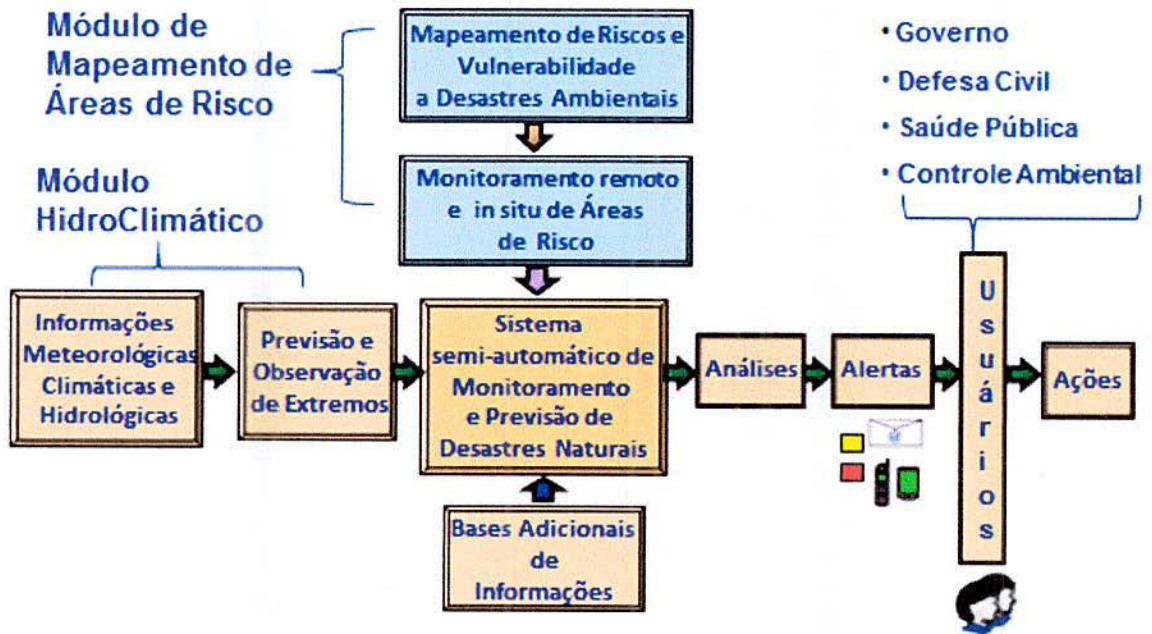 Módulo de
Mapeamento de
Áreas de Risco
Mapeamento de Riscos e
Vulnerabilidade
a Desastres Ambientais
• Governo
• Defesa Civil
• Saúde Pública
• Controle Ambiental
Módulo
HidroClimático
Monitoramento remoto
e in situ de Áreas
de Risco
Informações
Meteorológicas
Climáticas e
Hidrológicas
Previsão e
Observação
de Extremos
Sistema
semi-automático de
Monitoramento
e Previsão de
Desastres Naturais
Análises
Alertas
Usuários
Ações
Bases Adicionais
de
Informações